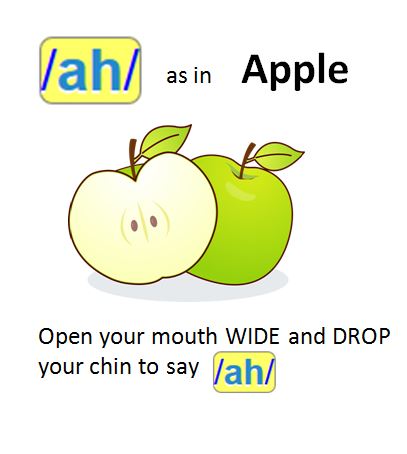 /ah/ as in Apple
Open your mouth WIDE and DROP
your chin to say /ah/